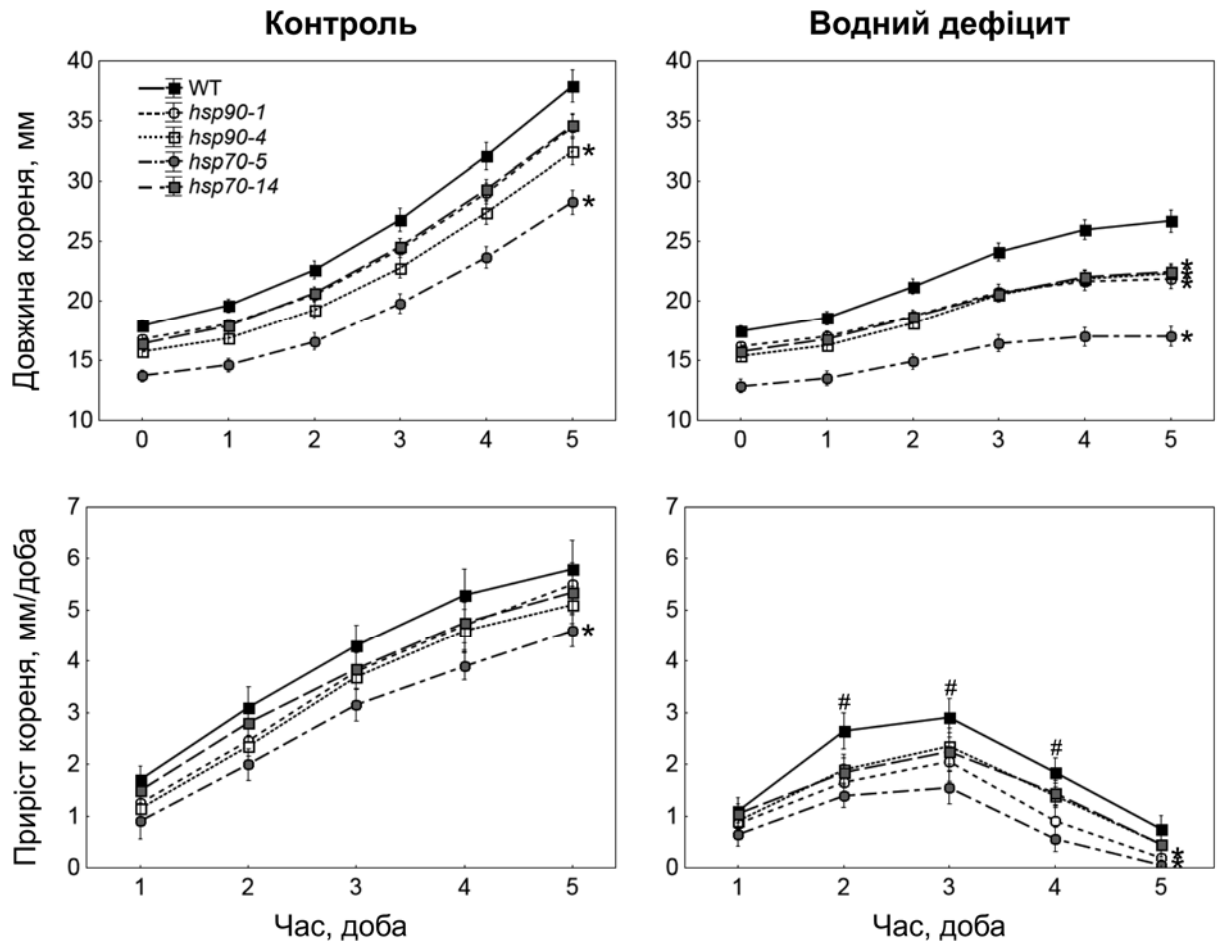 Контроль
Водний дефіцит
Довжина кореня, мм
40
35
30
25
20
15
10
WT
hsp90-1
hsp90-4
hsp70-5
hsp70-14
*
*
0 1 2 3 4 5
40
35
30
25
20
15
10
*
*
*
*
0 1 2 3 4 5
Приріст кореня, мм/доба
7
6
5
4
3
2
1
0
*
1 2 3 4 5
Час, доба
7
6
5
4
3
2
1
0
# # #
*
*
1 2 3 4 5
Час, доба